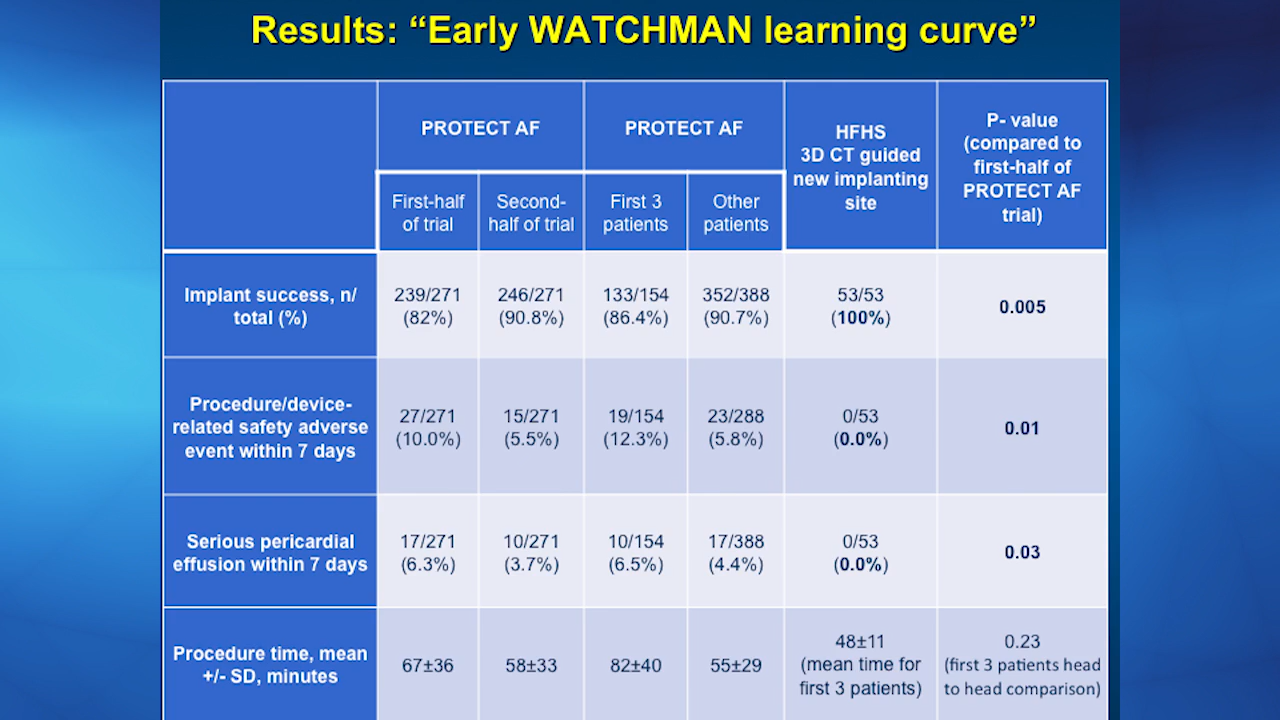 Results: “Early WATCHMAN learning curve”
PROTECT AF
PROTECT AF
HFHS
3D CT guided
new implanting
site
P- value
(compared to
first-half of
PROTECT AF
trial)
First-half
of trial
Second-
half of trial
First 3
patients
Other
patients
Implant success, n/
total (%)
239/271
(82%)
246/271
(90.8%)
133/154
(86.4%)
352/388
(90.7%)
53/53
(100%)
0.005
Procedure/device-
related safety adverse
event within 7 days
27/271
(10.0%)
15/271
(5.5%)
19/154
(12.3%)
23/288
(5.8%)
0/53
(0.0%)
0.01
Serious pericardial
effusion within 7 days
17/271
(6.3%)
10/271
(3.7%)
10/154
(6.5%)
17/388
(4.4%)
0/53
(0.0%)
0.03
Procedure time, mean
+/- SD, minutes
67±36
58±33
82±40
55±29
48±11
(mean time for
first 3 patients)
0.23
(first 3 patients head
to head comparison)